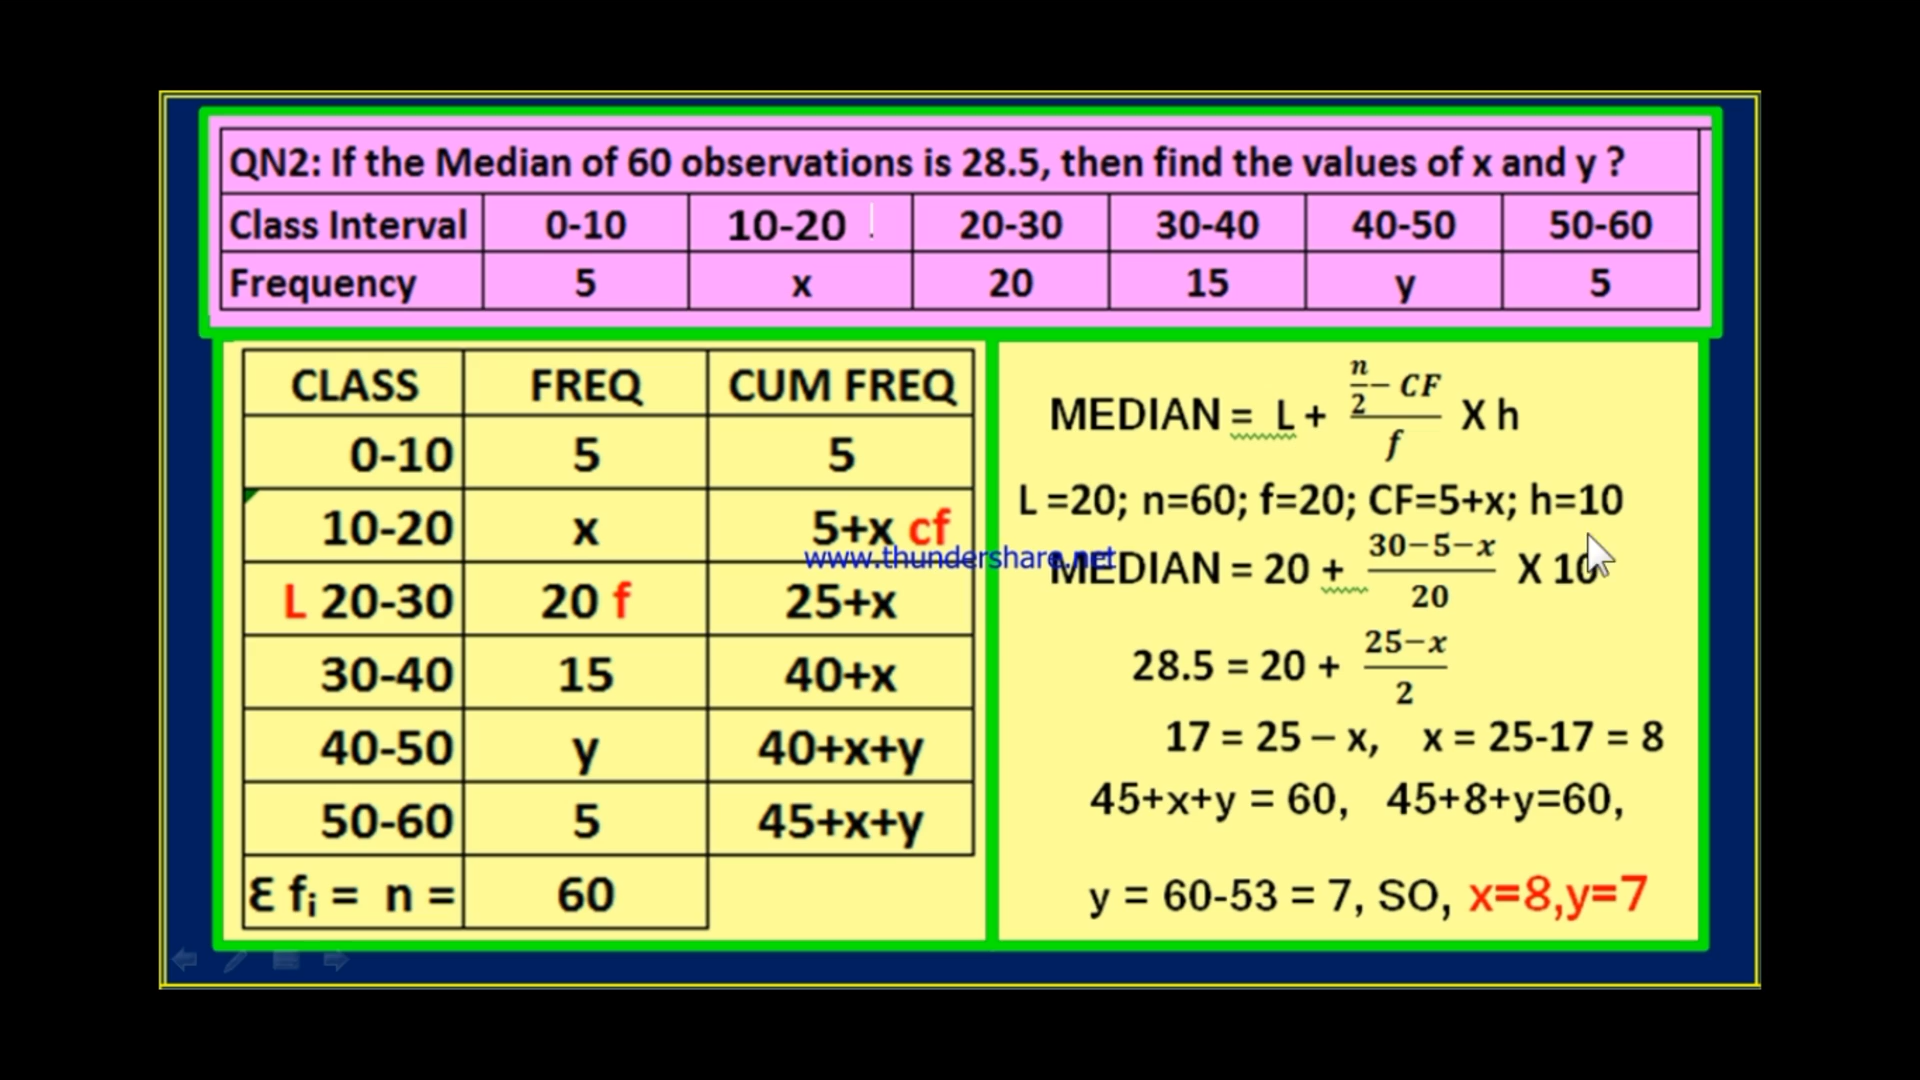 QN2: If the Median of 60 observations is 28.5, then find the values of x and y ?
Class Interval 0-10 10-20 20-30 30-40 40-50 50-60
Frequency 5 x 20 15 y 5
CLASS FREQ CUM FREQ
0-10 5 5
10-20 x 5+x cf
L 20-30 20 f 25+x
30-40 15 40+x
40-50 y 40+x+y
50-60 5 45+x+y
Ɛ fi = n = 60
www.thundershare.net
MEDIAN = L + (n/2 − CF)/f X h
L =20; n=60; f=20; CF=5+x; h=10
MEDIAN = 20 + (30−5−x)/20 X 10
28.5 = 20 + (25−x)/2
17 = 25 – x, x = 25-17 = 8
45+x+y = 60, 45+8+y=60,
y = 60-53 = 7, SO, x=8,y=7